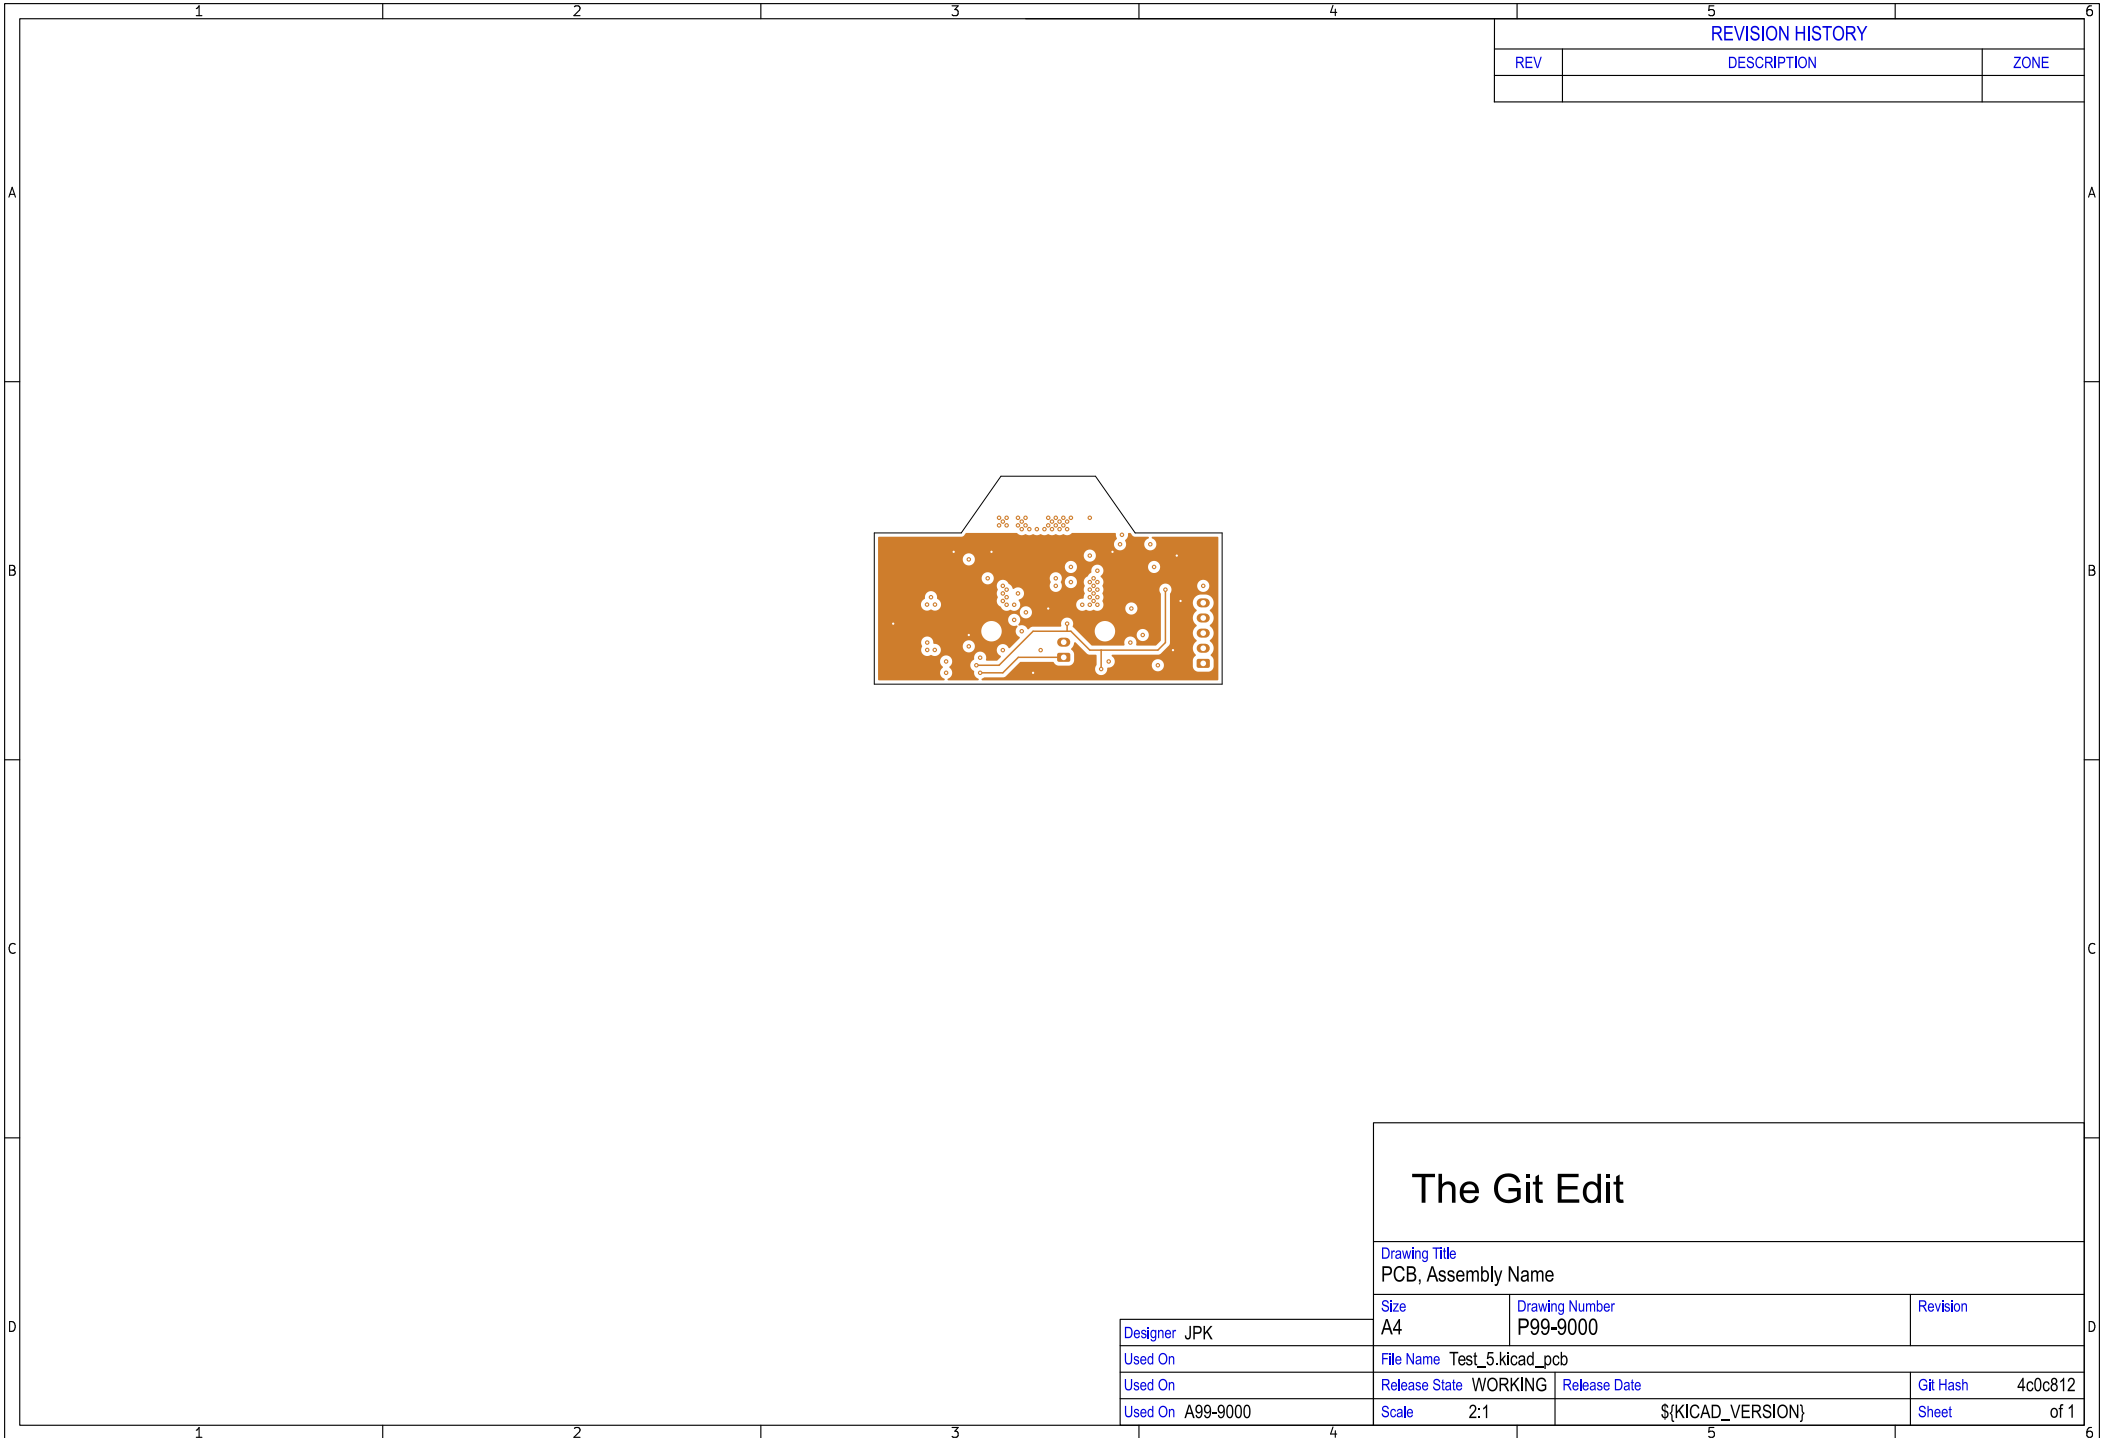 1 2 3 4 5 6
REVISION HISTORY
REV DESCRIPTION ZONE
A A
B B
C C
The Git Edit
Drawing Title
PCB, Assembly Name
Size Drawing Number Revision
A4 P99-9000
D D
Designer JPK
Used On File Name Test_5.kicad_pcb
Used On Release State WORKING Release Date Git Hash 4c0c812
Used On A99-9000 Scale 2:1 ${KICAD_VERSION} Sheet of 1
1 2 3 4 5 6